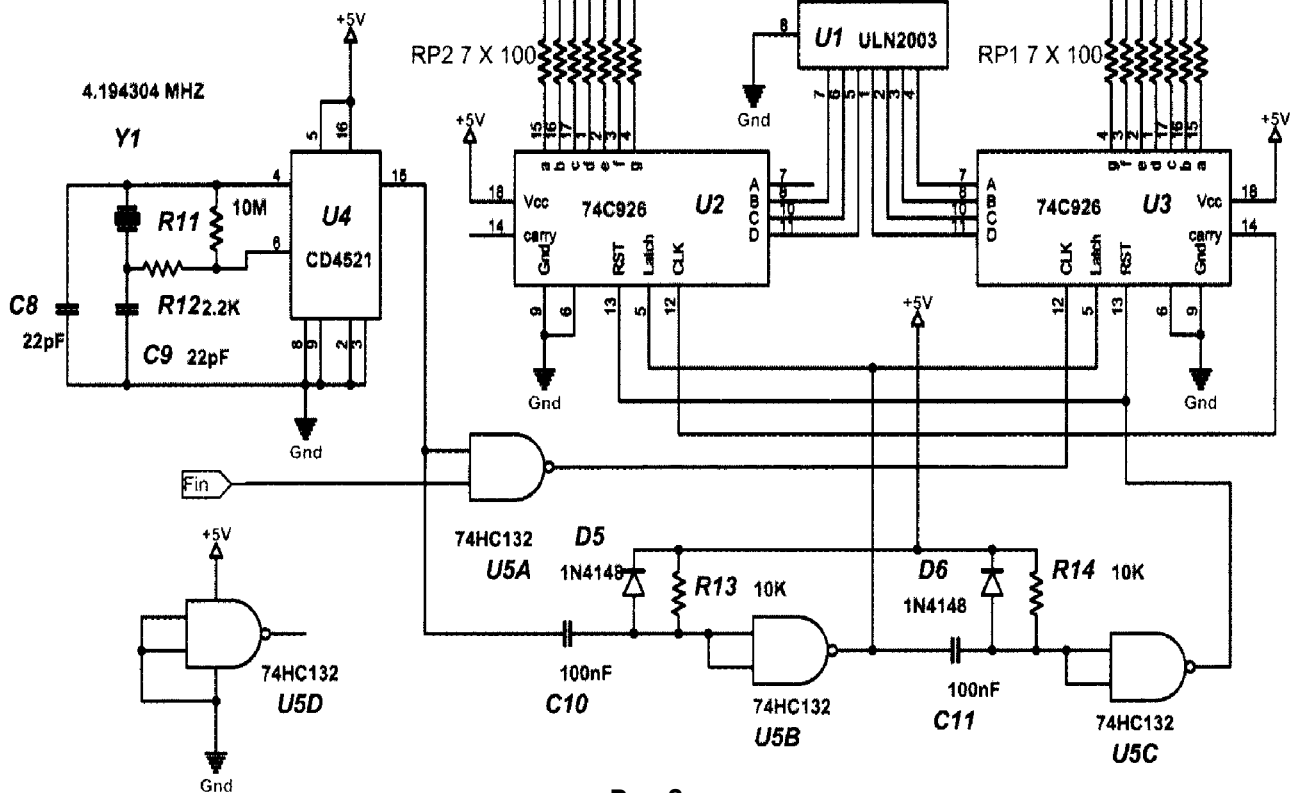 +5V
4.194304 MHZ
Y1
5
16
4
15
R11
10M
U4
6
CD4521
C8
22pF
R12 2.2K
C9 22pF
8
9
2
3
Gnd
RP2 7 X 100
8
U1 ULN2003
Gnd
7
6
5
1
2
3
4
RP1 7 X 100
+5V
15
16
17
1
2
3
4
a
b
c
d
e
f
g
18
Vcc
74C926
U2
14
carry
A
B
C
D
7
8
10
11
Gnd
RST
Latch
CLK
9
6
13
5
12
Gnd
4
3
2
1
17
16
15
g
f
e
d
c
b
a
+5V
7
8
10
11
A
B
C
D
74C926
U3
Vcc
18
carry
14
CLK
Latch
RST
Gnd
12
5
13
6
9
Gnd
+5V
Fin
74HC132
U5A
+5V
74HC132
U5D
Gnd
D5
1N4148
R13 10K
100nF
C10
74HC132
U5B
D6
1N4148
R14 10K
100nF
C11
74HC132
U5C